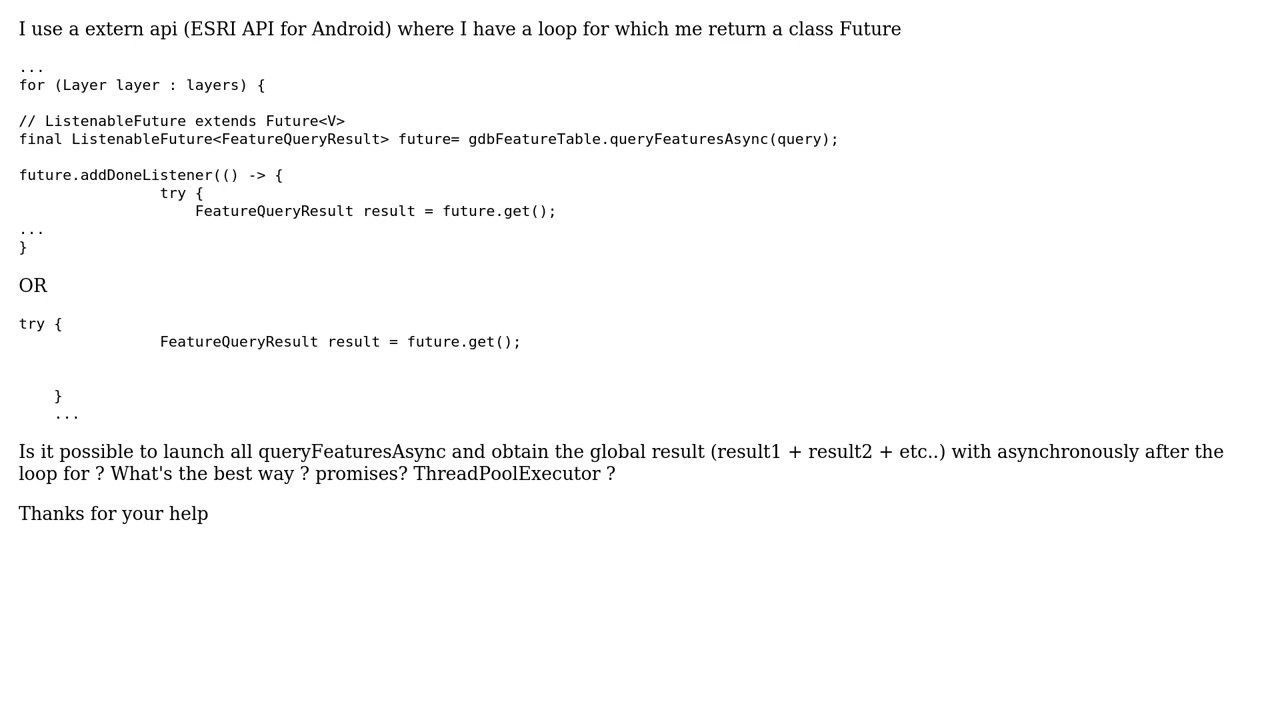 I use a extern api (ESRI API for Android) where I have a loop for which me return a class Future
...
for (Layer layer : layers) {
// ListenableFuture extends Future<V>
final ListenableFuture<FeatureQueryResult> future= gdbFeatureTable.queryFeaturesAsync(query);
future.addDoneListener(() -> {
try {
FeatureQueryResult result = future.get();
...
}
OR
try {
FeatureQueryResult result = future.get();
}
...
Is it possible to launch all queryFeaturesAsync and obtain the global result (result1 + result2 + etc..) with asynchronously after the
loop for ? What's the best way ? promises? ThreadPoolExecutor ?
Thanks for your help